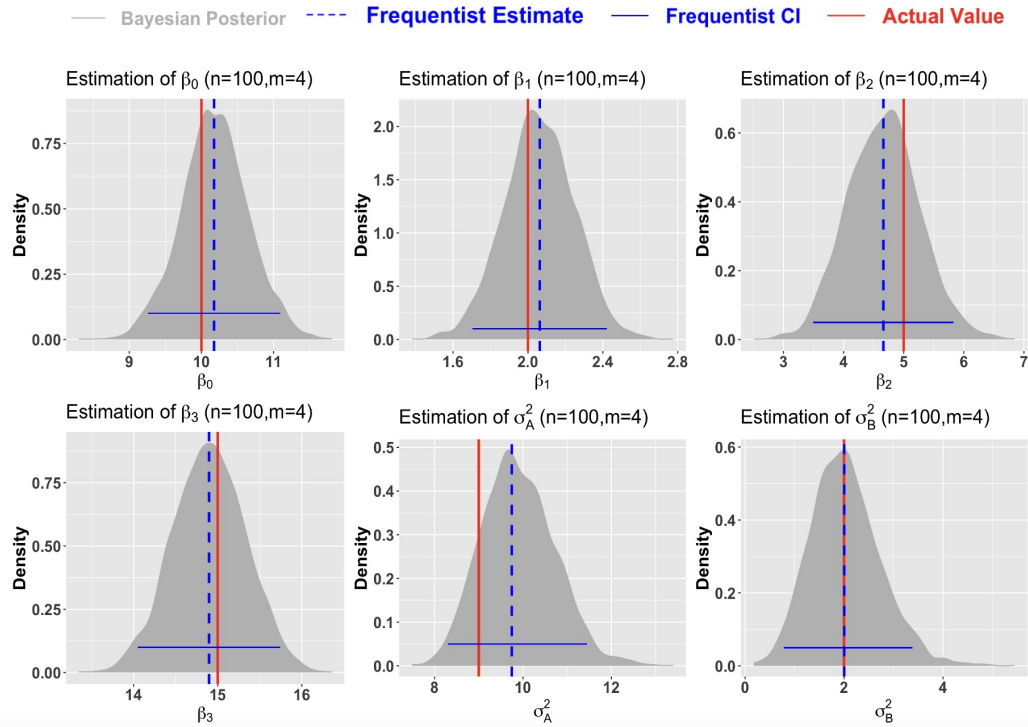 Bayesian Posterior Frequentist Estimate Frequentist CI Actual Value
Estimation of β₀ (n=100,m=4)
Density
0.75
0.50
0.25
0.00
9 10 11
β₀
Estimation of β₁ (n=100,m=4)
Density
2.0
1.5
1.0
0.5
0.0
1.6 2.0 2.4 2.8
β₁
Estimation of β₂ (n=100,m=4)
Density
0.6
0.4
0.2
0.0
3 4 5 6 7
β₂
Estimation of β₃ (n=100,m=4)
Density
0.75
0.50
0.25
0.00
14 15 16
β₃
Estimation of σ²_A (n=100,m=4)
Density
0.5
0.4
0.3
0.2
0.1
0.0
8 10 12
σ²_A
Estimation of σ²_B (n=100,m=4)
Density
0.6
0.4
0.2
0.0
0 2 4
σ²_B